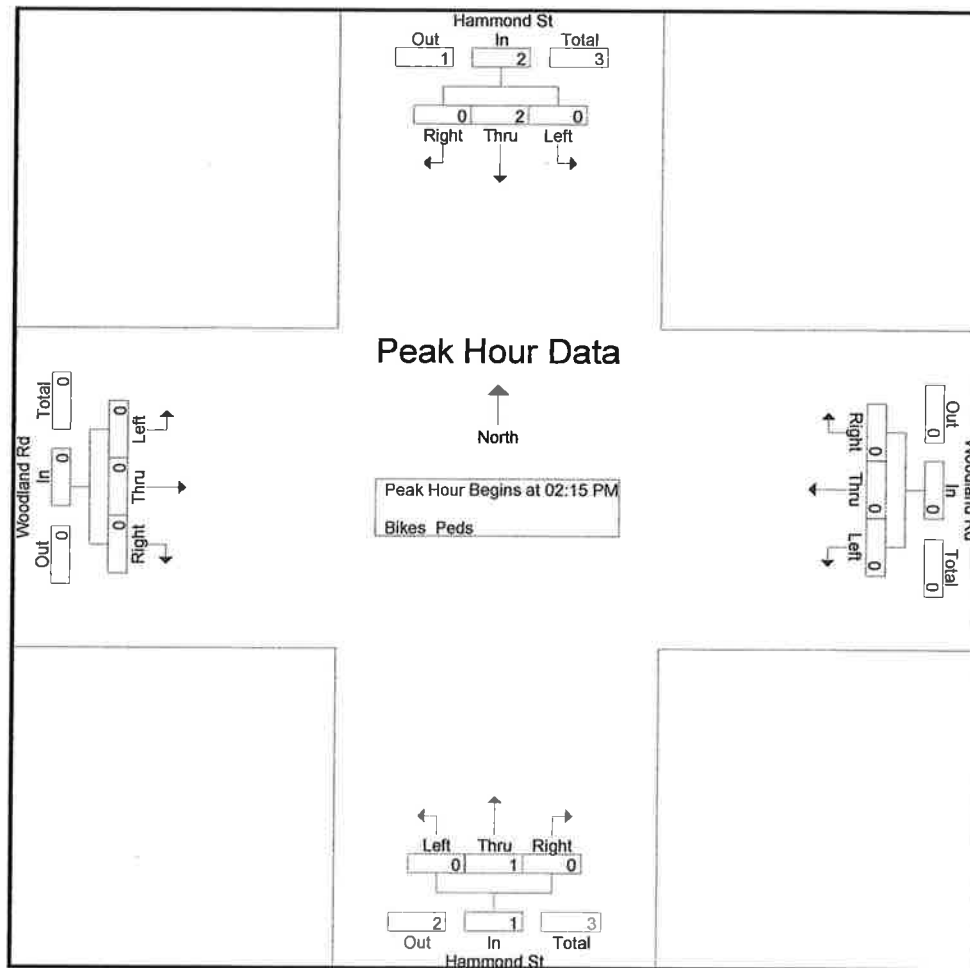 Hammond St
Out In Total
1 2 3
0 2 0
Right Thru Left
Peak Hour Data
North
Peak Hour Begins at 02:15 PM
Bikes Peds
Woodland Rd
Out In Total
0 0 0
0 0 0
Left Thru Right
Out In Total
0 0 0
0 0 0
Right Thru Left
Left Thru Right
0 1 0
2 1 3
Out In Total
Hammond St